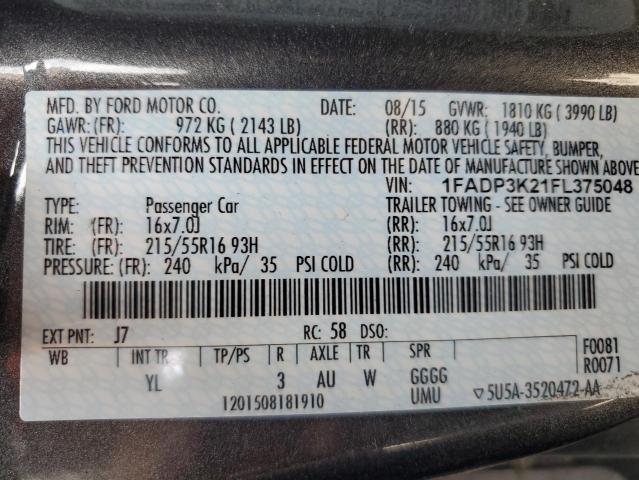 MFD. BY FORD MOTOR CO. DATE: 08/15 GVWR: 1810 KG ( 3990 LB)
GAWR: (FR): 972 KG ( 2143 LB) (RR): 880 KG ( 1940 LB)
THIS VEHICLE CONFORMS TO ALL APPLICABLE FEDERAL MOTOR VEHICLE SAFETY, BUMPER,
AND THEFT PREVENTION STANDARDS IN EFFECT ON THE DATE OF MANUFACTURE SHOWN ABOVE
VIN: 1FADP3K21FL375048
TYPE: Passenger Car TRAILER TOWING - SEE OWNER GUIDE
RIM: (FR): 16x7.0J (RR): 16x7.0J
TIRE: (FR): 215/55R16 93H (RR): 215/55R16 93H
PRESSURE: (FR): 240 kPa/ 35 PSI COLD (RR): 240 kPa/ 35 PSI COLD
EXT PNT: J7 RC: 58 DSO:
WB INT TR TP/PS R AXLE TR SPR F0081
YL 3 AU W GGGG R0071
1201508181910 UMU ▽5U5A-3520472-AA